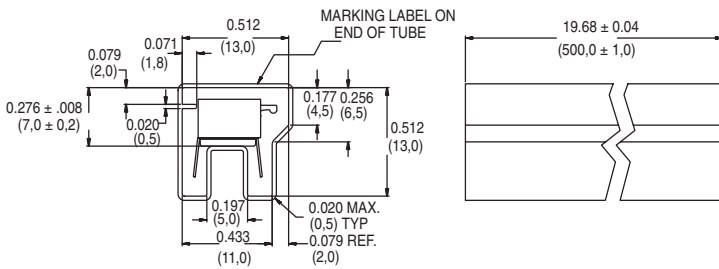 0.512
(13,0)
MARKING LABEL ON
END OF TUBE
19.68 ± 0.04
(500,0 ± 1,0)
0.071
(1,8)
0.079
(2,0)
0.276 ± .008
(7,0 ± 0,2)
0.020
(0,5)
0.177
(4,5)
0.256
(6,5)
0.512
(13,0)
0.197
(5,0)
0.020 MAX.
(0,5) TYP
0.433
(11,0)
0.079 REF.
(2,0)